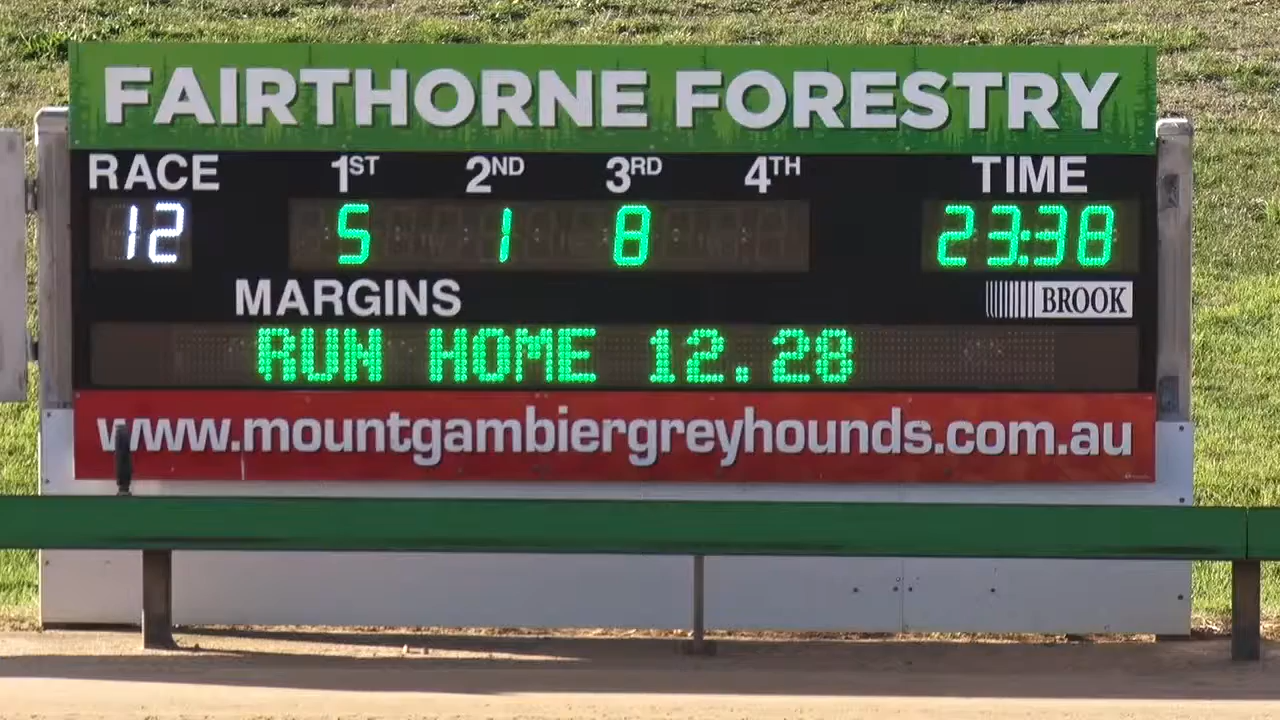 FAIRTHORNE FORESTRY
RACE 1ST 2ND 3RD 4TH TIME
12 5 1 8 23:38
MARGINS BROOK
RUN HOME 12.28
www.mountgambiergreyhounds.com.au